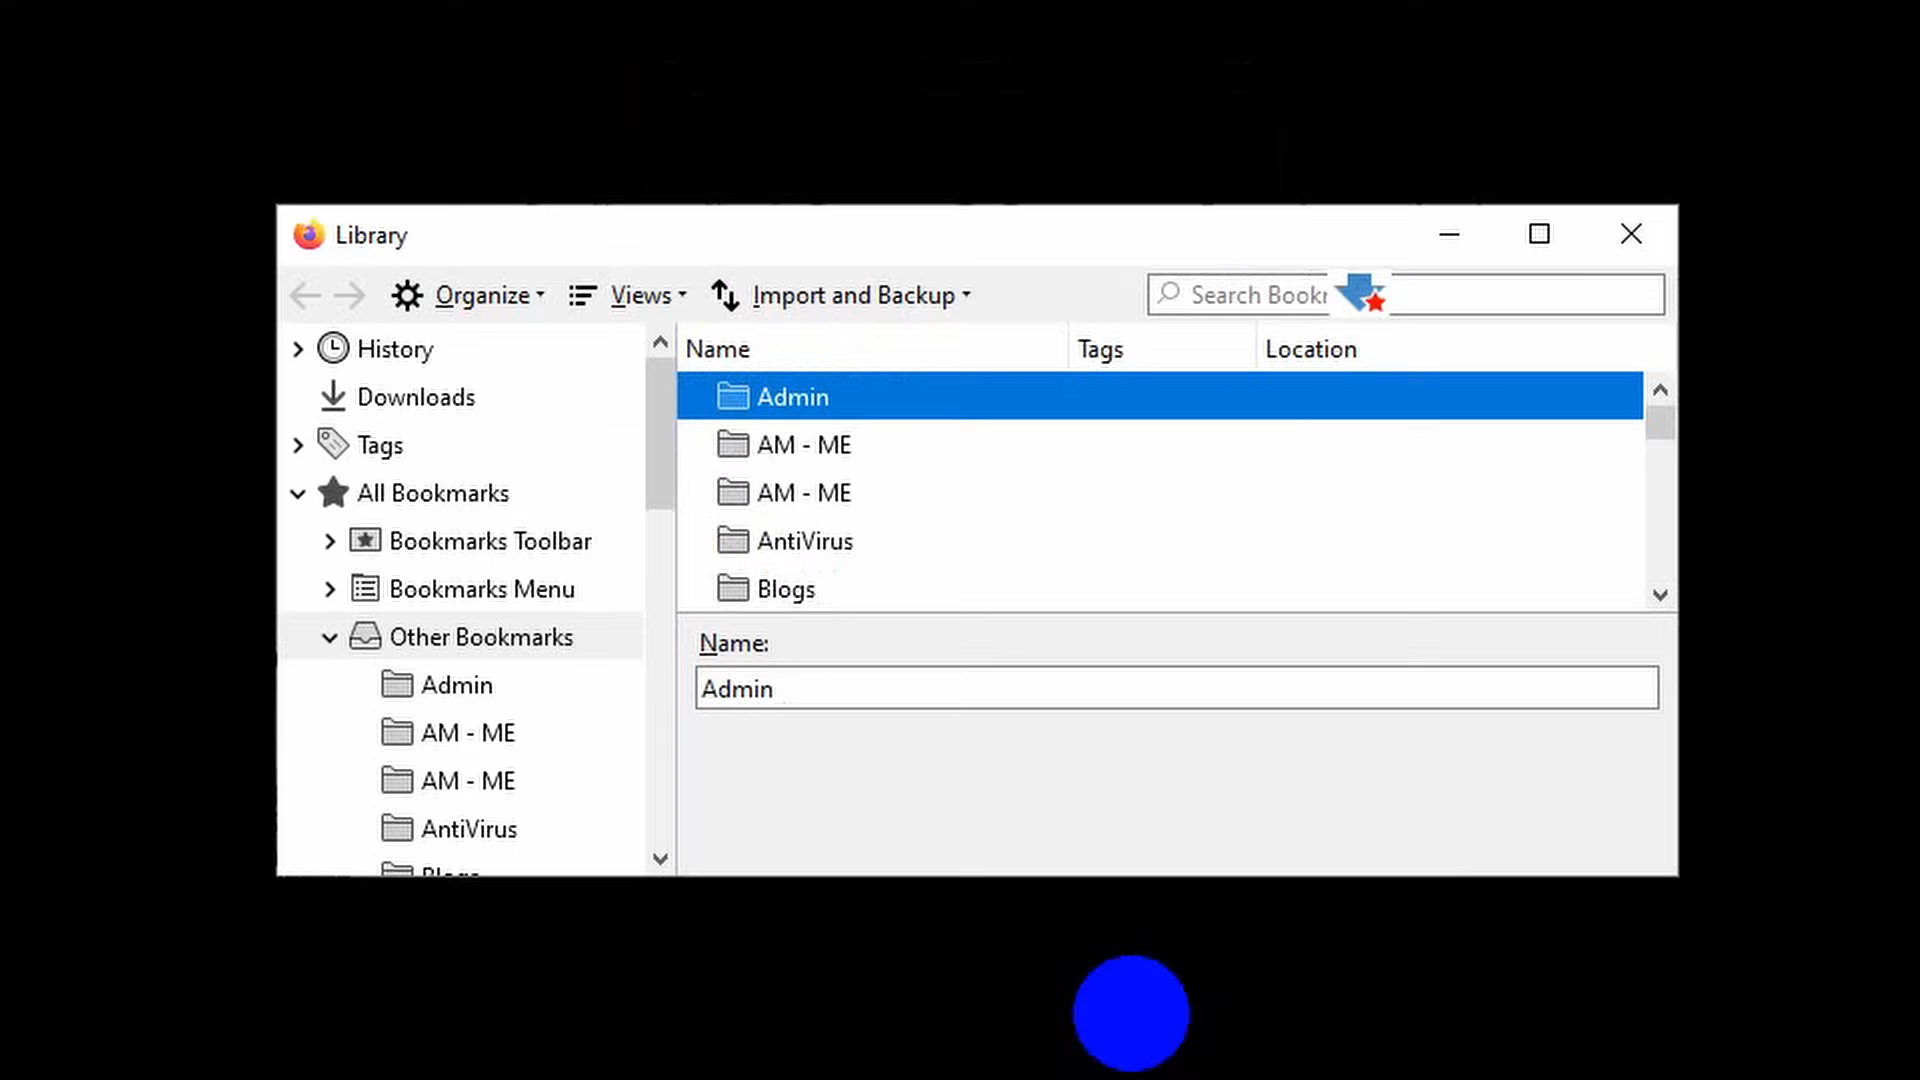 Library
Organize Views Import and Backup Search Book
History
Downloads
Tags
All Bookmarks
Bookmarks Toolbar
Bookmarks Menu
Other Bookmarks
Admin
AM - ME
AM - ME
AntiVirus
Blogs
Name Tags Location
Admin
AM - ME
AM - ME
AntiVirus
Blogs
Name:
Admin